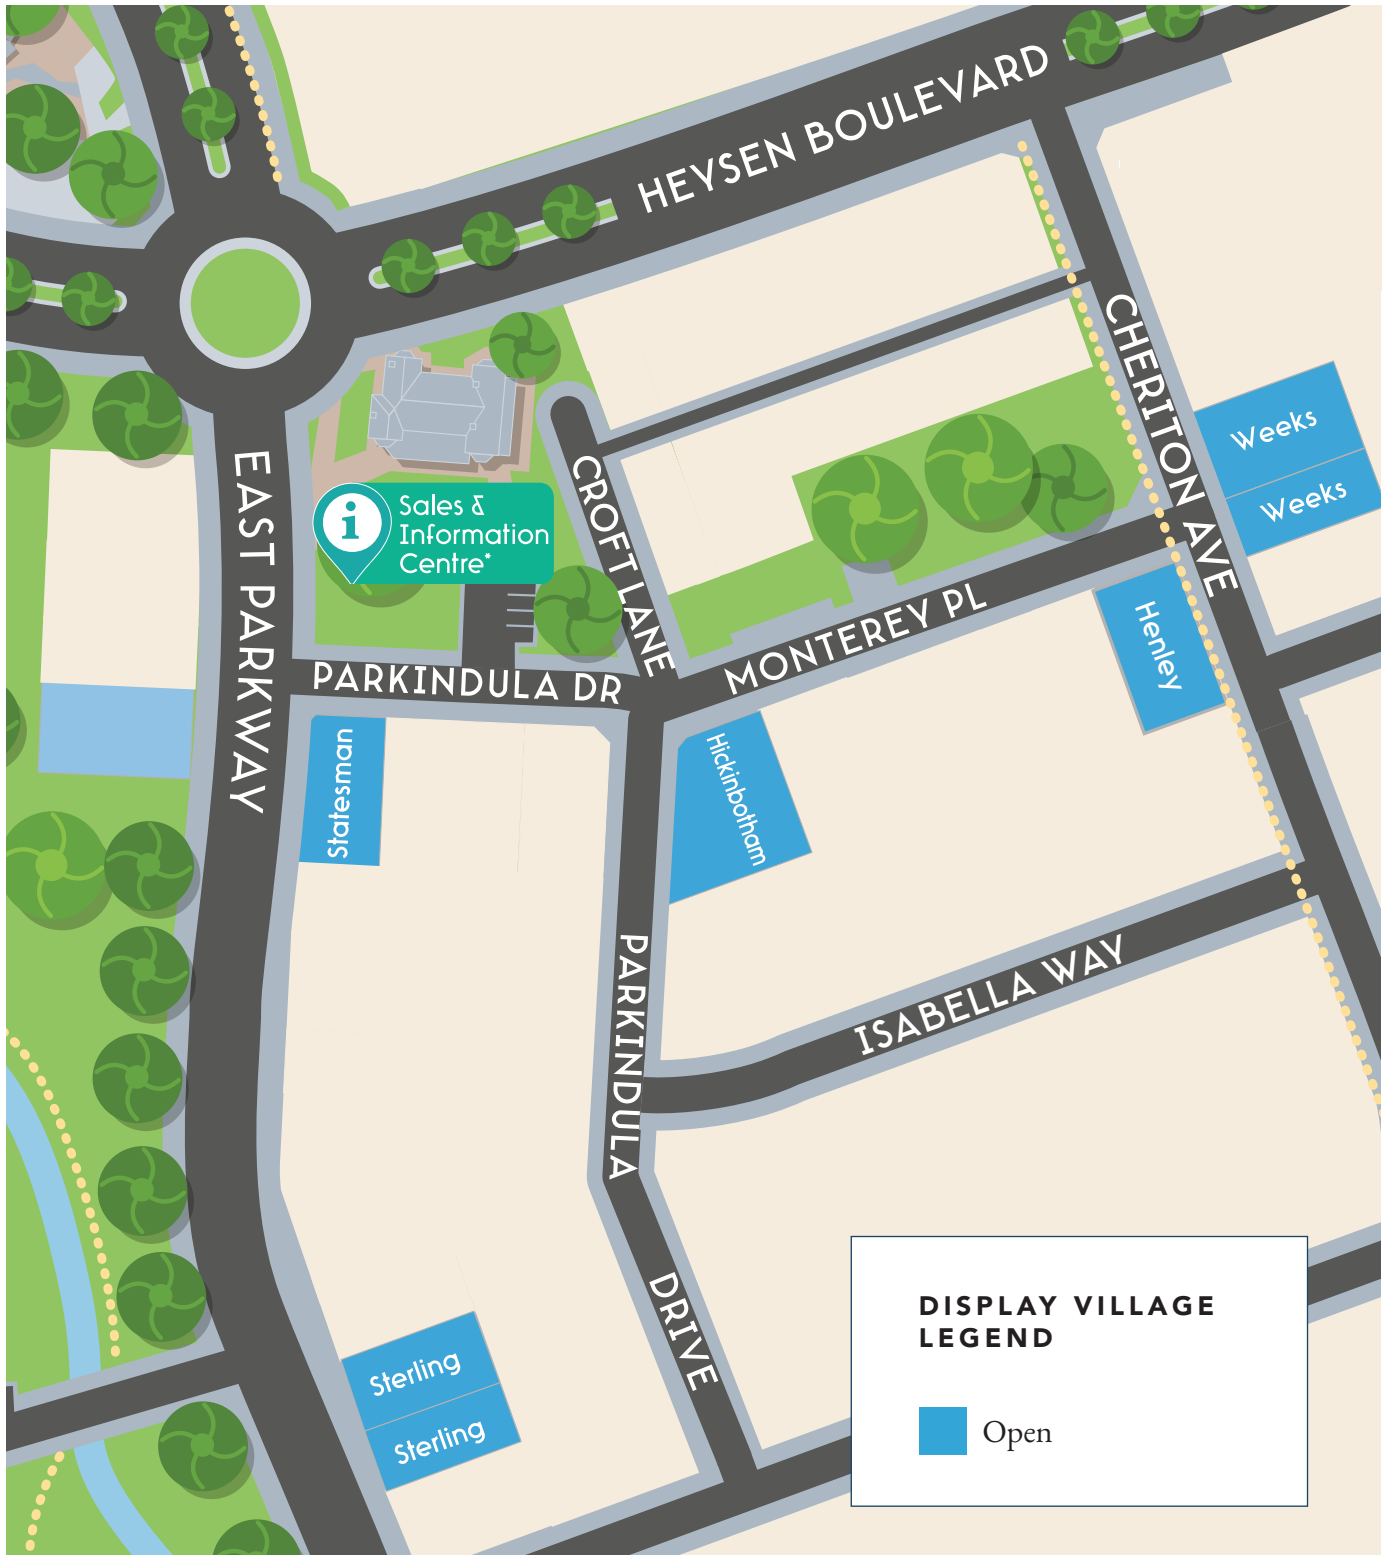 HEYSEN BOULEVARD
CHERITON AVE
Weeks
Weeks
EAST PARKWAY
i
Sales &
Information
Centre*
CROFT LANE
MONTEREY PL
Henley
PARKINDULA DR
Statesman
Hickinbotham
PARKINDULA
DRIVE
ISABELLA WAY
Sterling
Sterling
DISPLAY VILLAGE
LEGEND
Open